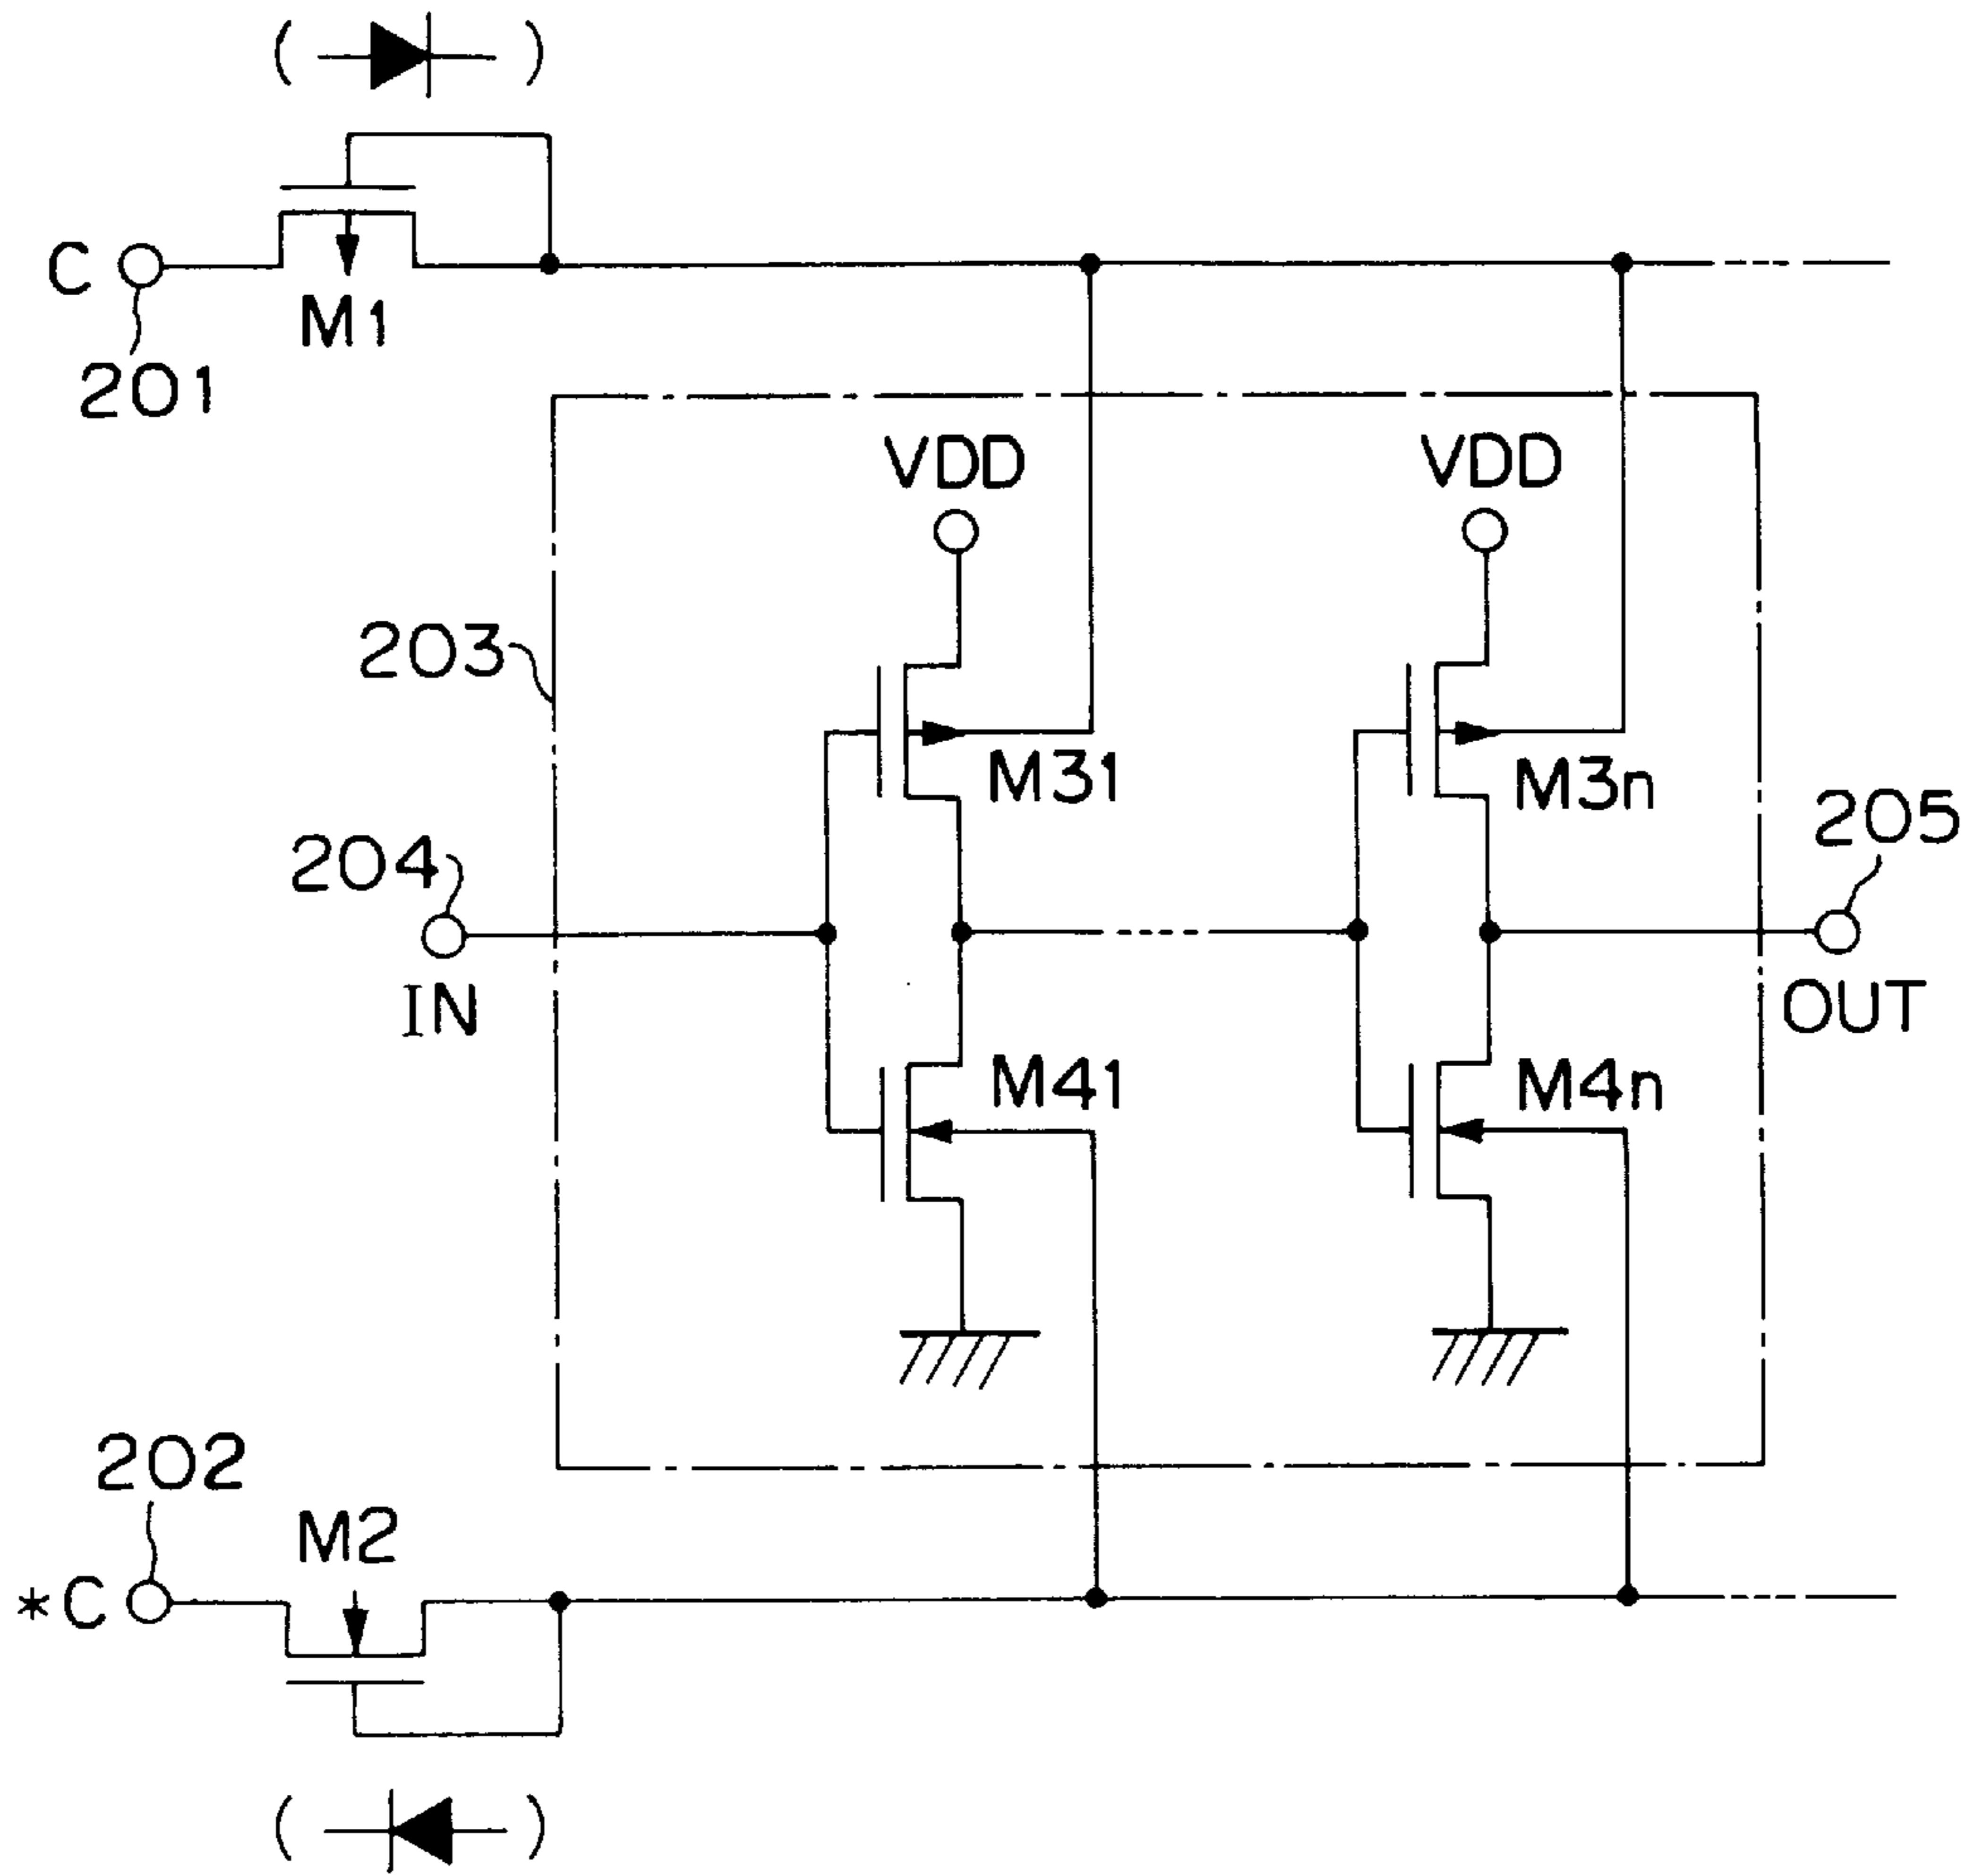 ( )
C
M1
201
VDD VDD
203
M31 M3n
204 205
IN OUT
M41 M4n
202
M2
*C
( )